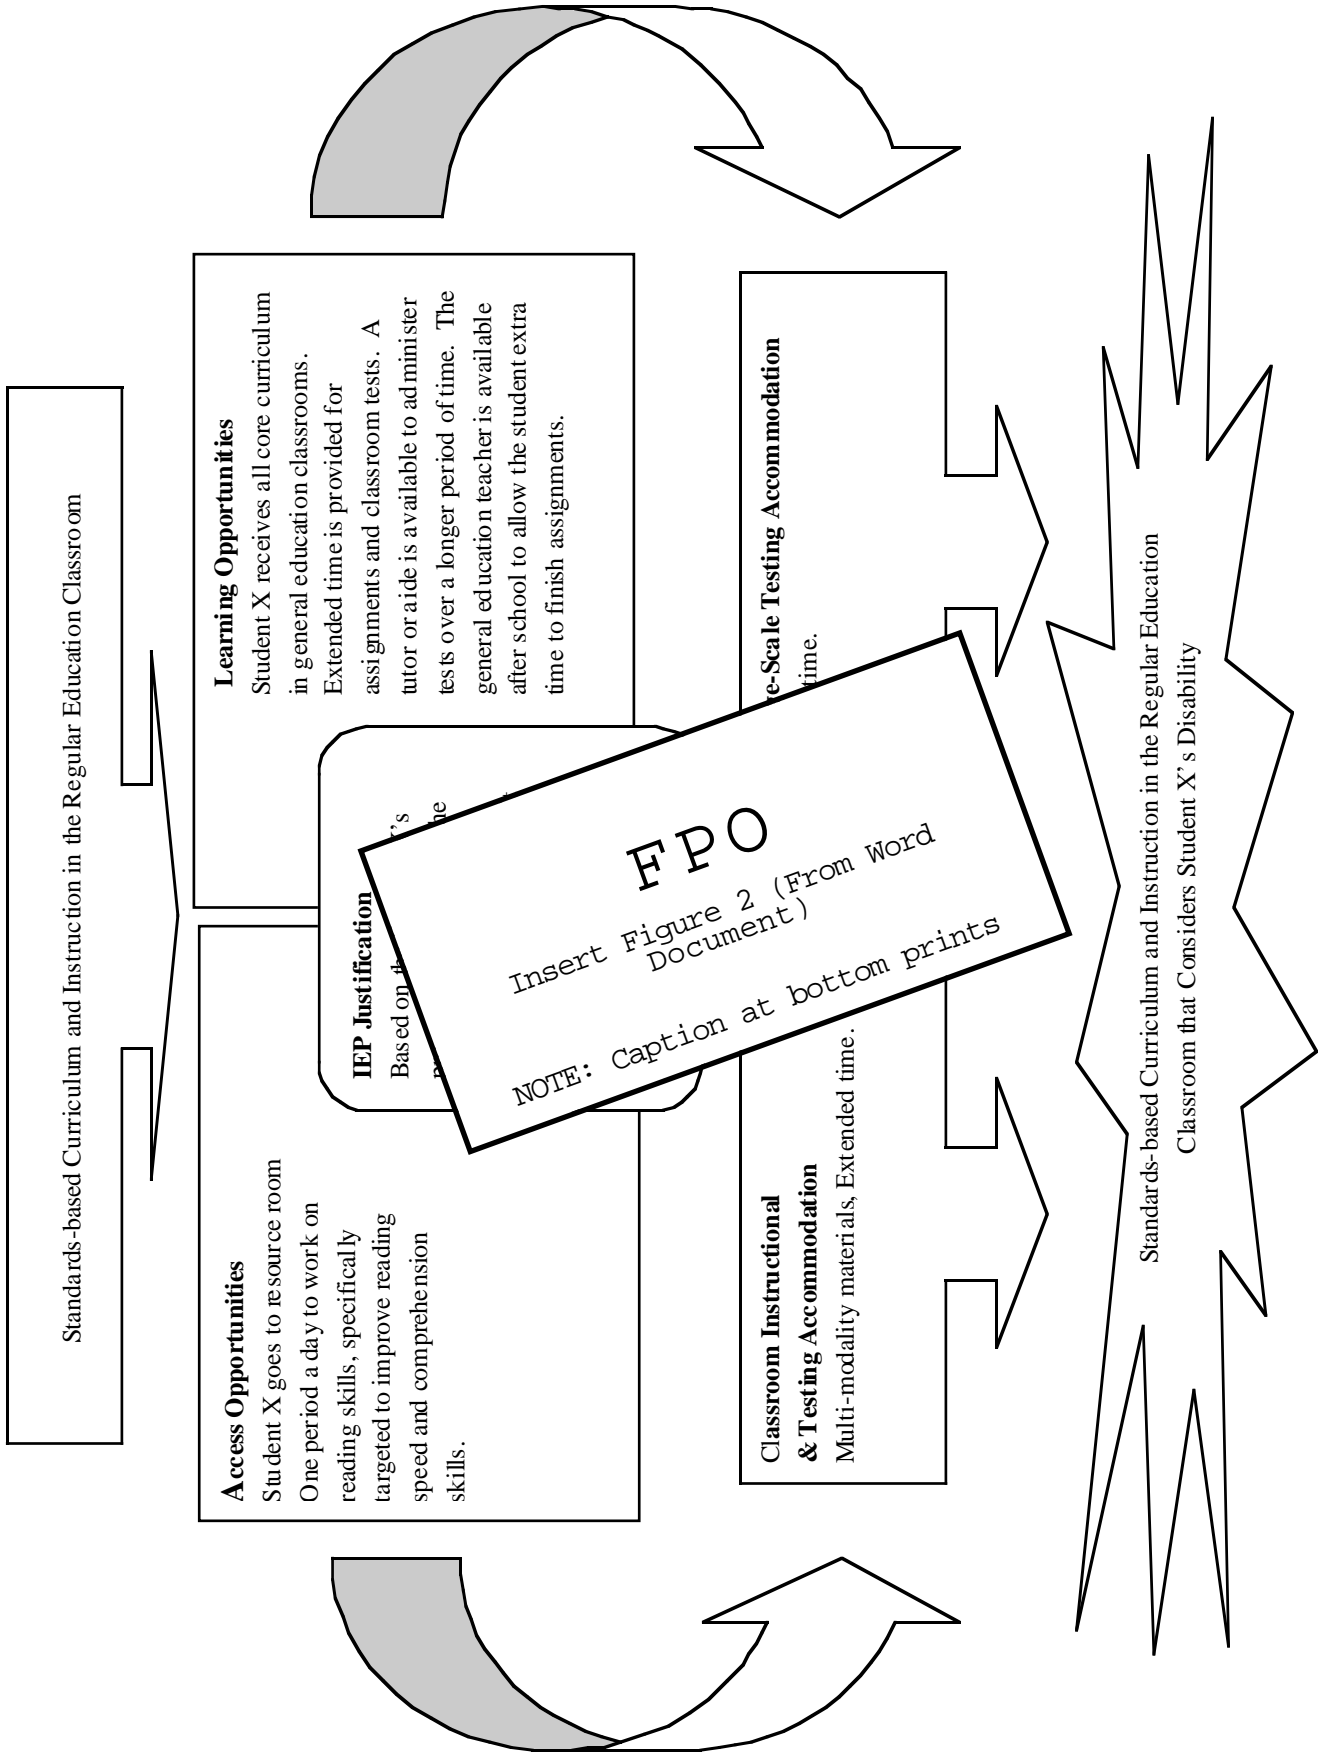 Standards-based Curriculum and Instruction in the Regular Education Classroom
Access Opportunities
Student X goes to resource room
One period a day to work on
reading skills, specifically
targeted to improve reading
speed and comprehension
skills.
Learning Opportunities
Student X receives all core curriculum
in general education classrooms.
Extended time is provided for
assignments and classroom tests. A
tutor or aide is available to administer
tests over a longer period of time. The
general education teacher is available
after school to allow the student extra
time to finish assignments.
IEP Justification
Based on
FPO
Insert Figure 2 (From Word
Document)
NOTE: Caption at bottom prints
Classroom Instructional
& Testing Accommodation
Multi-modality materials, Extended time.
e-Scale Testing Accommodation
time.
Standards-based Curriculum and Instruction in the Regular Education
Classroom that Considers Student X's Disability